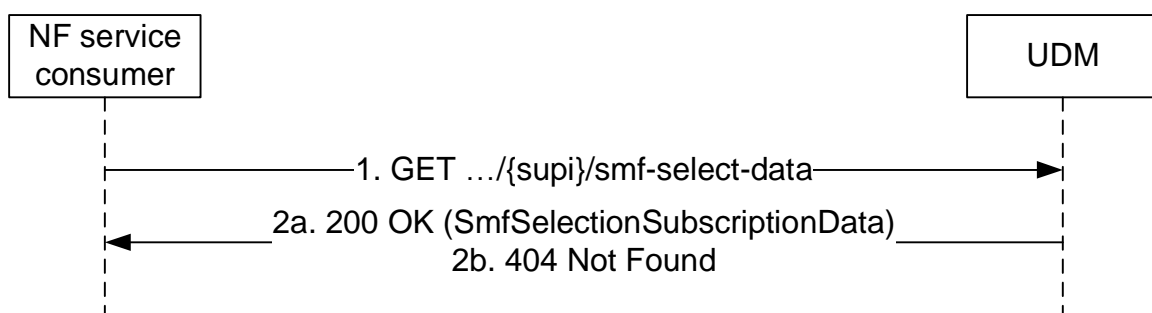 NF service
consumer
UDM
1. GET …/{supi}/smf-select-data
2a. 200 OK (SmfSelectionSubscriptionData)
2b. 404 Not Found